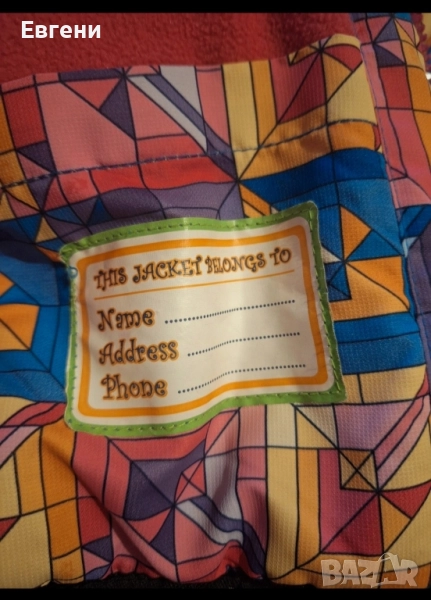 Евгени
THIS JACKET BELONGS TO
Name
Address
Phone
BAZAR